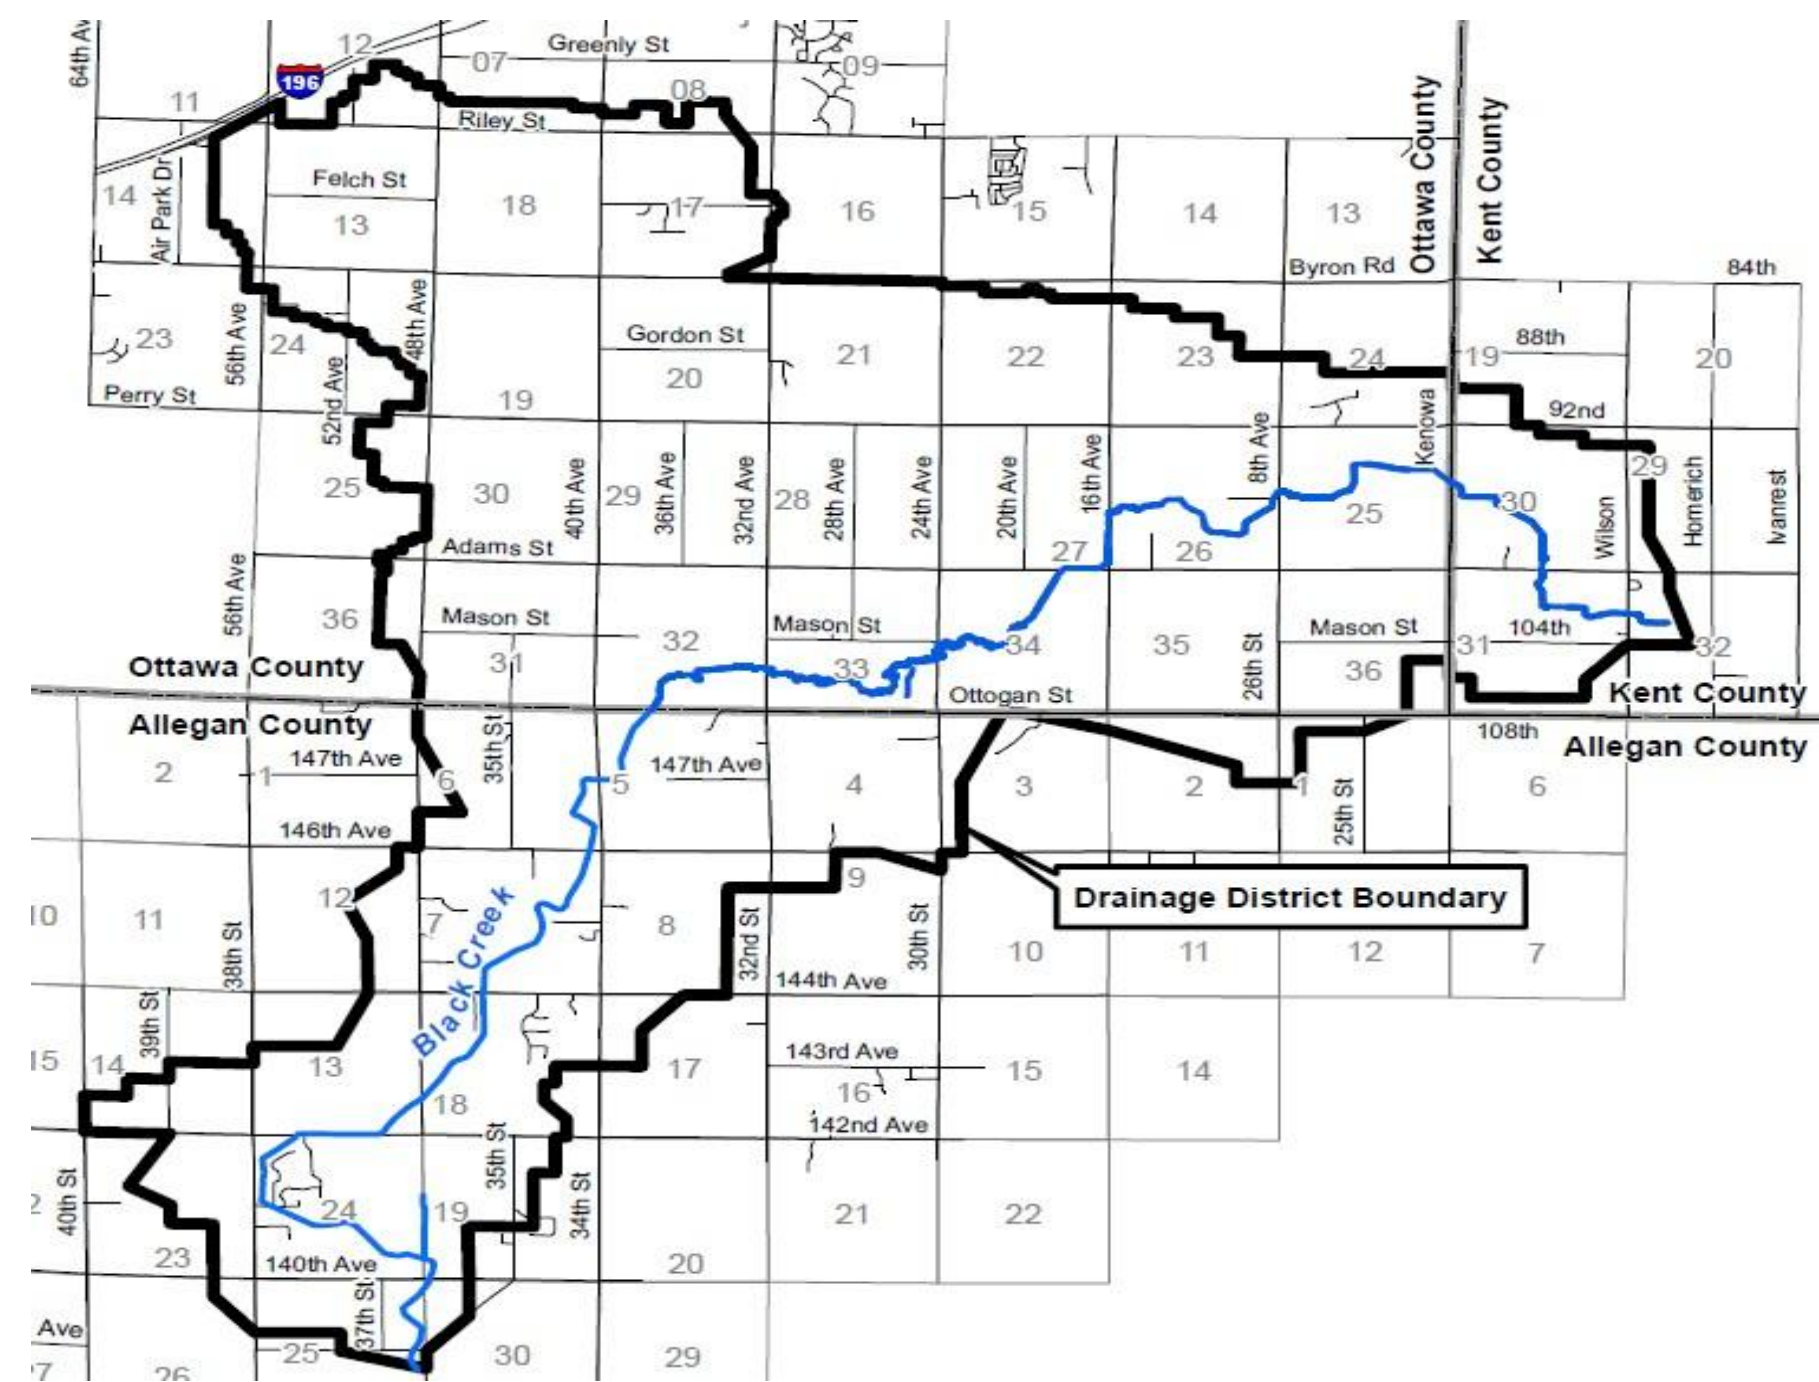 64th Av
12
Greenly St
07
09
196
08
11
Riley St
Ottawa County
Kent County
Air Park Dr
Felch St
14
13
18
17
16
15
14
13
Byron Rd
84th
56th Ave
48th Ave
23
24
Gordon St
88th
21
22
23
24
19
20
20
52nd Ave
Perry St
19
Kenowa
92nd
25
30
40th Ave
29
36th Ave
32nd Ave
28
28th Ave
24th Ave
20th Ave
16th Ave
8th Ave
25
30
29
Wilson
Homerich
Ivanrest
Adams St
27
26
56th Ave
36
Mason St
32
Mason St
34
35
26th St
Mason St
31
104th
32
31
33
36
Ottawa County
Ottogan St
Kent County
Allegan County
108th
Allegan County
35th St
147th Ave
147th Ave
2
1
6
5
4
3
2
1
25th St
6
146th Ave
12
9
Drainage District Boundary
10
11
38th St
7
Black Creek
8
32nd St
30th St
10
11
12
7
144th Ave
39th St
15
14
13
17
143rd Ave
16
15
14
18
142nd Ave
40th St
2
24
19
35th St
34th St
21
22
23
140th Ave
20
37th St
Ave
25
30
29
27
26